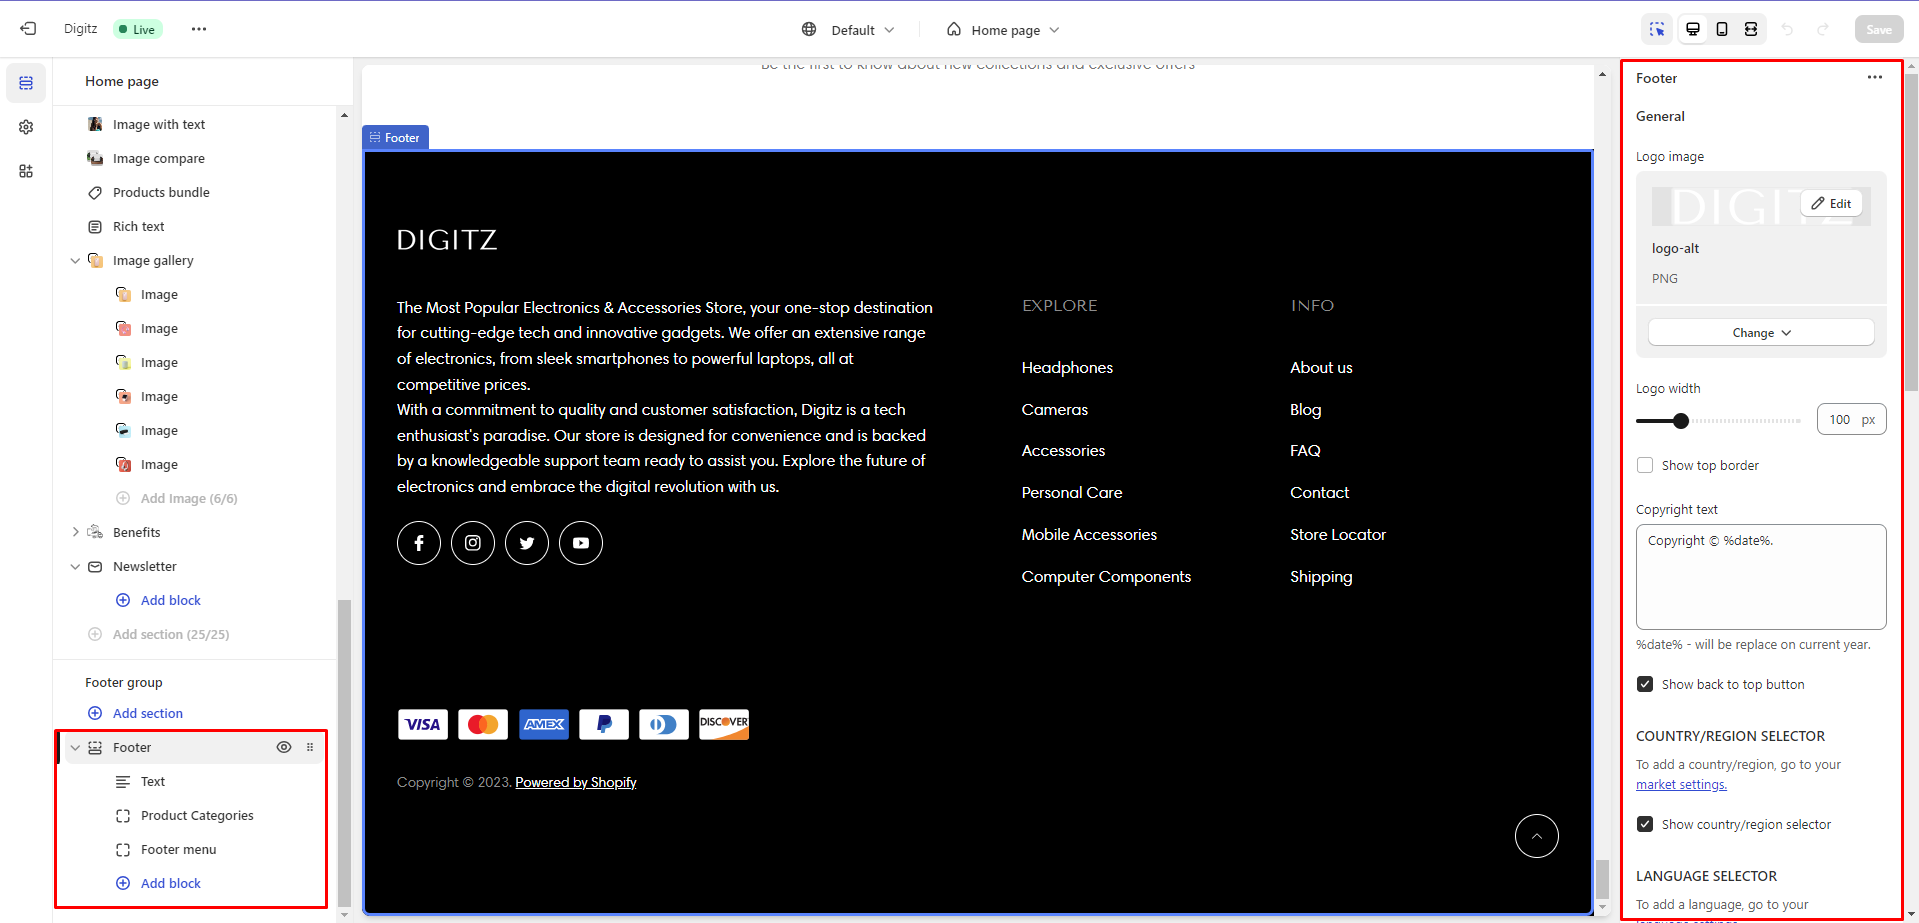 Digitz
Live
Default
Home page
Save
Home page
Image with text
Image compare
Products bundle
Rich text
Image gallery
Image
Image
Image
Image
Image
Image
Add Image (6/6)
Benefits
Newsletter
Add block
Add section (25/25)
Footer group
Add section
Footer
Text
Product Categories
Footer menu
Add block
Be the first to know about new collections and exclusive offers
Footer
DIGITZ
The Most Popular Electronics & Accessories Store, your one-stop destination
for cutting-edge tech and innovative gadgets. We offer an extensive range
of electronics, from sleek smartphones to powerful laptops, all at
competitive prices.
With a commitment to quality and customer satisfaction, Digitz is a tech
enthusiast's paradise. Our store is designed for convenience and is backed
by a knowledgeable support team ready to assist you. Explore the future of
electronics and embrace the digital revolution with us.
EXPLORE
Headphones
Cameras
Accessories
Personal Care
Mobile Accessories
Computer Components
INFO
About us
Blog
FAQ
Contact
Store Locator
Shipping
VISA
AMEX
DISCOVER
Copyright © 2023. Powered by Shopify
Footer
General
Logo image
DIGITZ
Edit
logo-alt
PNG
Change
Logo width
100 px
Show top border
Copyright text
Copyright © %date%.
%date% - will be replace on current year.
Show back to top button
COUNTRY/REGION SELECTOR
To add a country/region, go to your
market settings.
Show country/region selector
LANGUAGE SELECTOR
To add a language, go to your